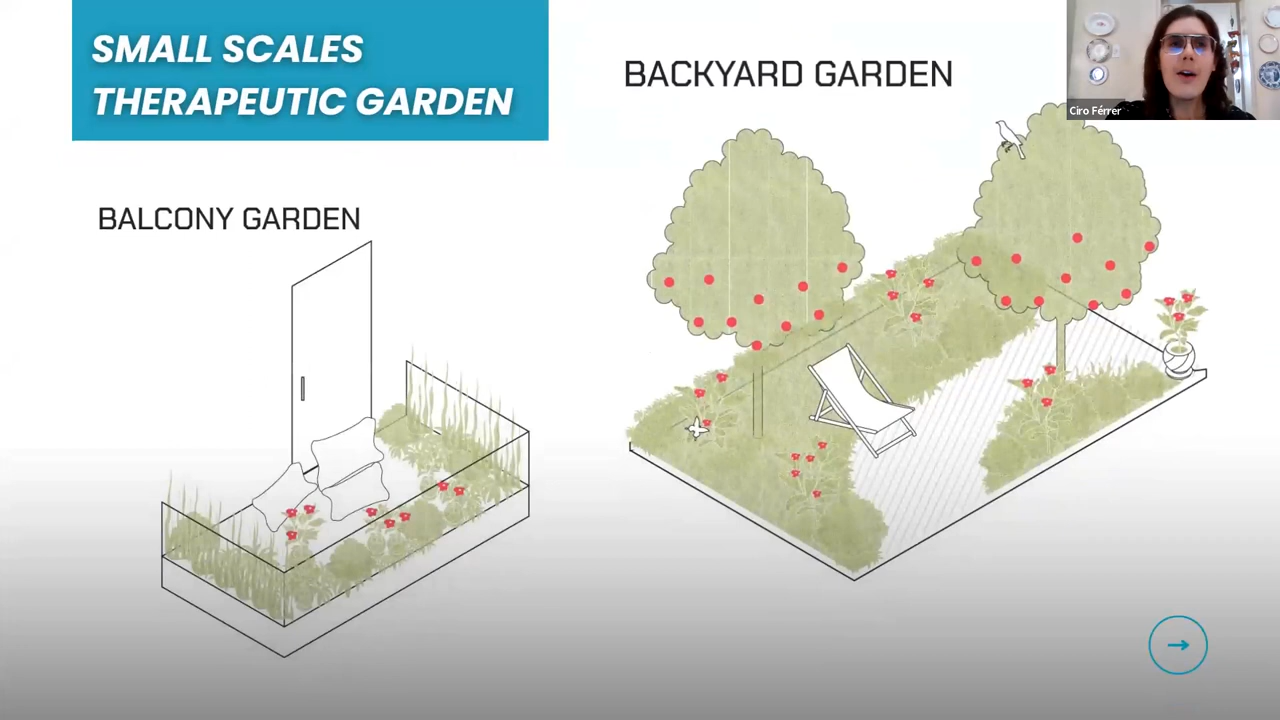 SMALL SCALES
THERAPEUTIC GARDEN
BACKYARD GARDEN
Ciro Férrer
BALCONY GARDEN